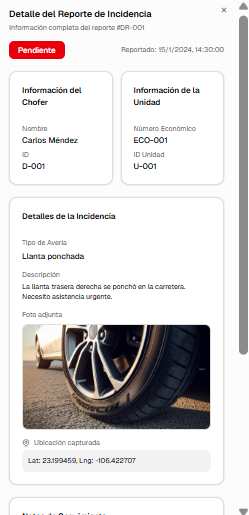 Detalle del Reporte de Incidencia
Información completa del reporte #DR-001
Pendiente
Reportado: 15/1/2024, 14:30:00
Información del
Chofer
Nombre
Carlos Méndez
ID
D-001
Información de la
Unidad
Número Económico
ECO-001
ID Unidad
U-001
Detalles de la Incidencia
Tipo de Avería
Llanta ponchada
Descripción
La llanta trasera derecha se ponchó en la carretera.
Necesito asistencia urgente.
Foto adjunta
Ubicación capturada
Lat: 23.199459, Lng: -106.422707